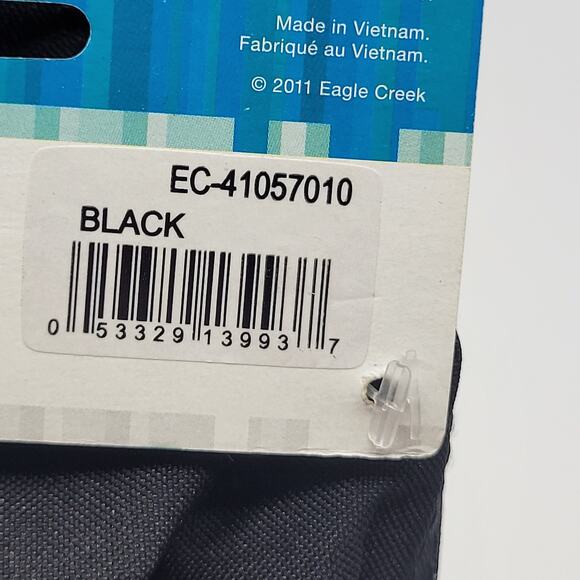 Made in Vietnam.
Fabriqué au Vietnam.
© 2011 Eagle Creek
EC-41057010
BLACK
0 53329 13993 7